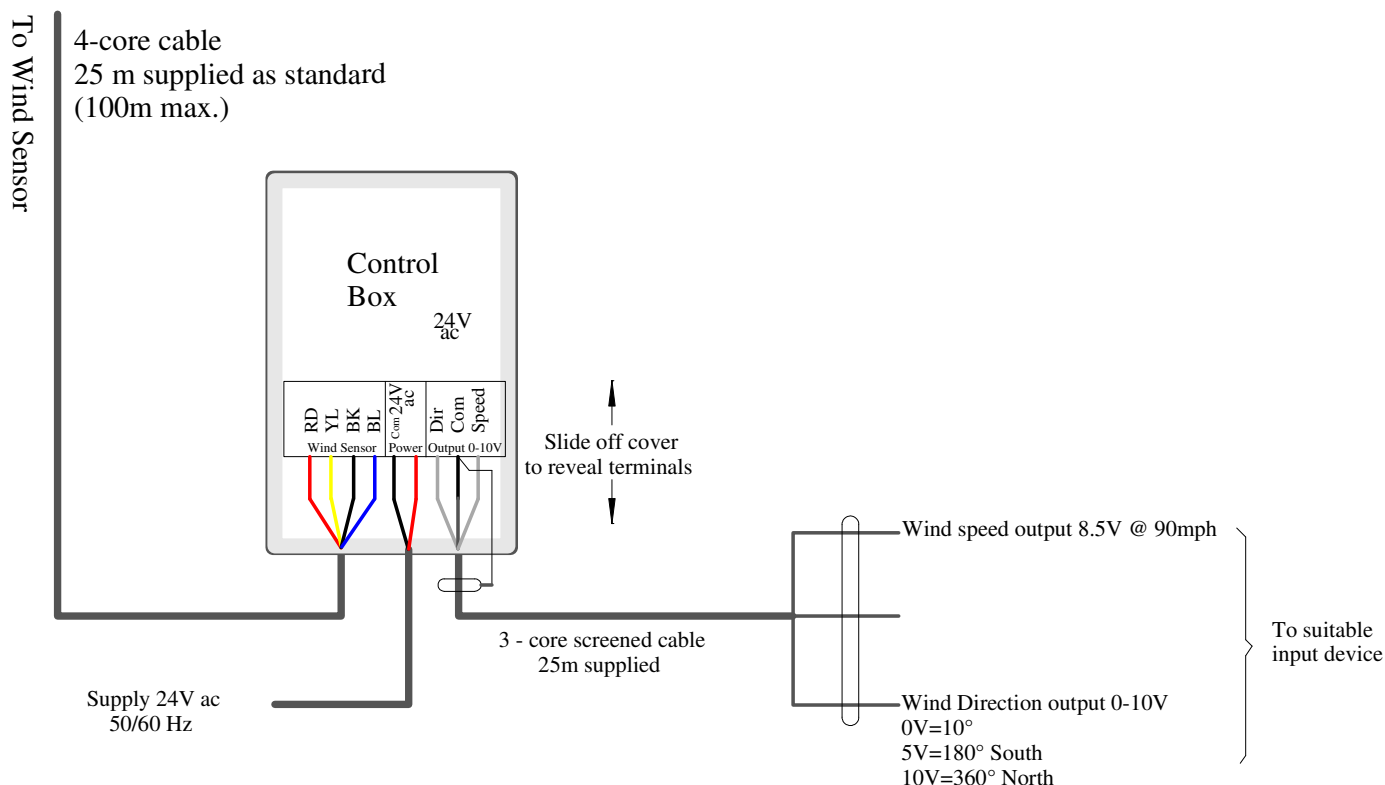 To Wind Sensor
4-core cable
25 m supplied as standard
(100m max.)
Control
Box
24V
ac
RD
YL
BK
BL
Com
24V
ac
Dir
Com
Speed
Wind Sensor
Power
Output 0-10V
Slide off cover
to reveal terminals
Wind speed output 8.5V @ 90mph
3 - core screened cable
25m supplied
To suitable
input device
Supply 24V ac
50/60 Hz
Wind Direction output 0-10V
0V=10°
5V=180° South
10V=360° North